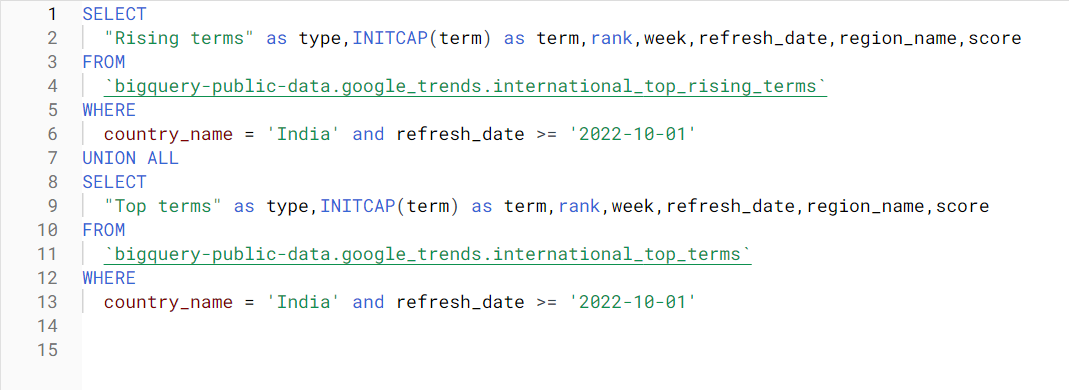 1 SELECT
2 "Rising terms" as type,INITCAP(term) as term,rank,week,refresh_date,region_name,score
3 FROM
4 `bigquery-public-data.google_trends.international_top_rising_terms`
5 WHERE
6 country_name = 'India' and refresh_date >= '2022-10-01'
7 UNION ALL
8 SELECT
9 "Top terms" as type,INITCAP(term) as term,rank,week,refresh_date,region_name,score
10 FROM
11 `bigquery-public-data.google_trends.international_top_terms`
12 WHERE
13 country_name = 'India' and refresh_date >= '2022-10-01'
14
15